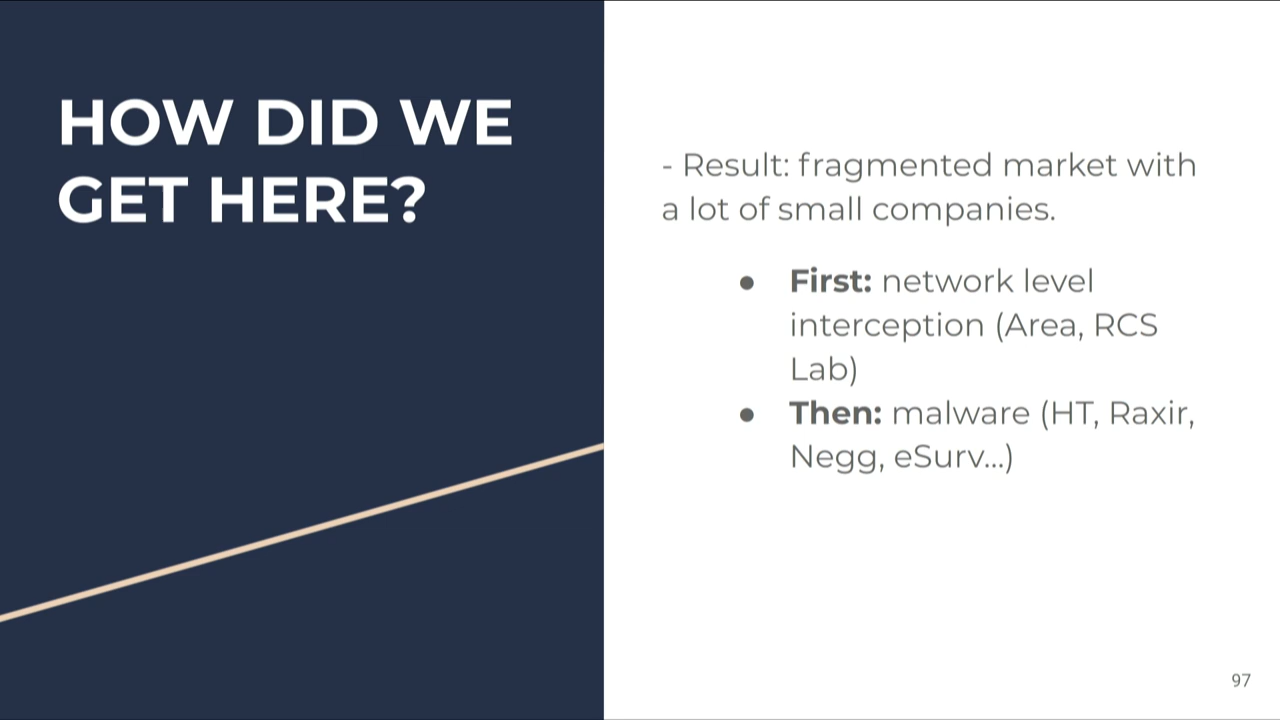 HOW DID WE
GET HERE?
- Result: fragmented market with
a lot of small companies.
● First: network level
interception (Area, RCS
Lab)
● Then: malware (HT, Raxir,
Negg, eSurv...)
97